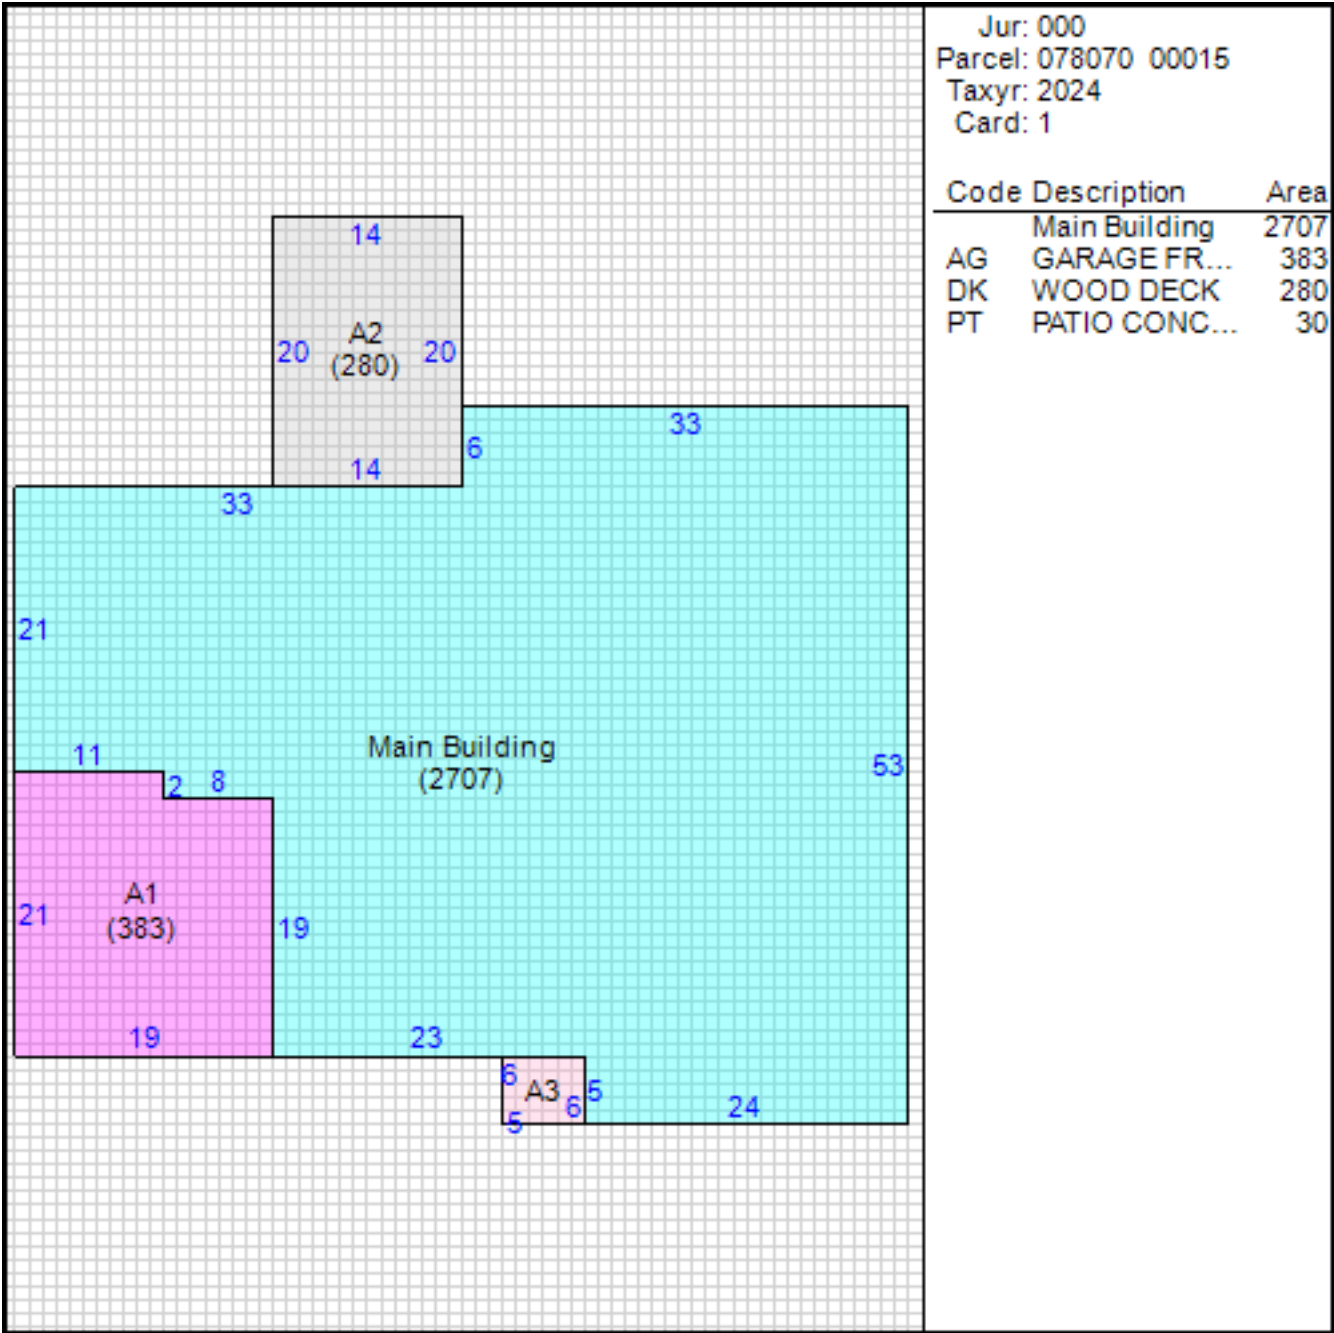 Jur: 000
Parcel: 078070 00015
Taxyr: 2024
Card: 1
Code Description Area
Main Building 2707
AG GARAGE FR... 383
DK WOOD DECK 280
PT PATIO CONC... 30
14
A2
20 20
(280)
33
6
14
33
21
11
Main Building
53
2 8
(2707)
A1
21
(383)
19
19
23
6
A3
5
6
24
5